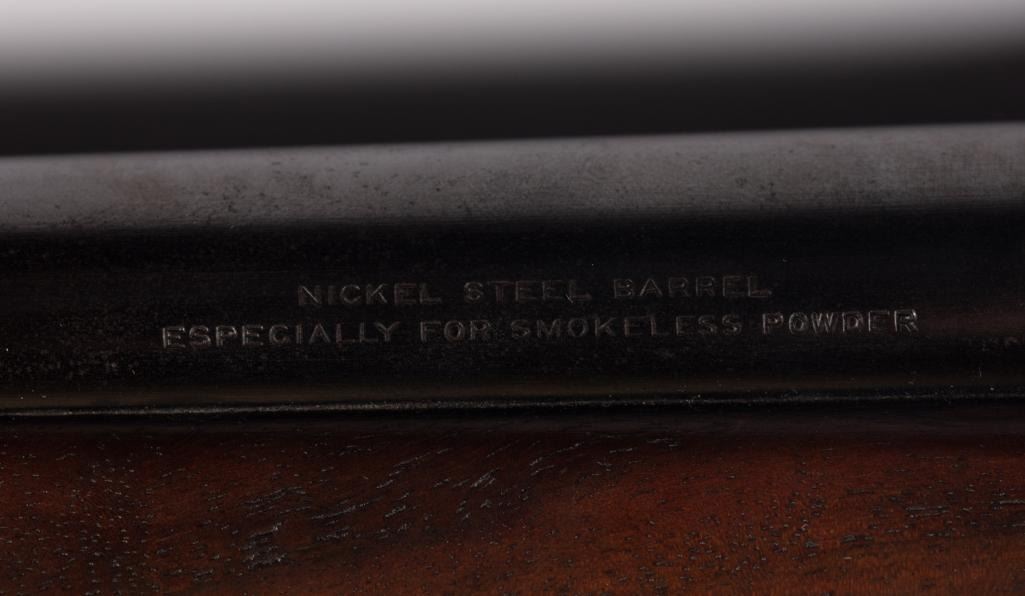 NICKEL STEEL BARREL
ESPECIALLY FOR SMOKELESS POWDER